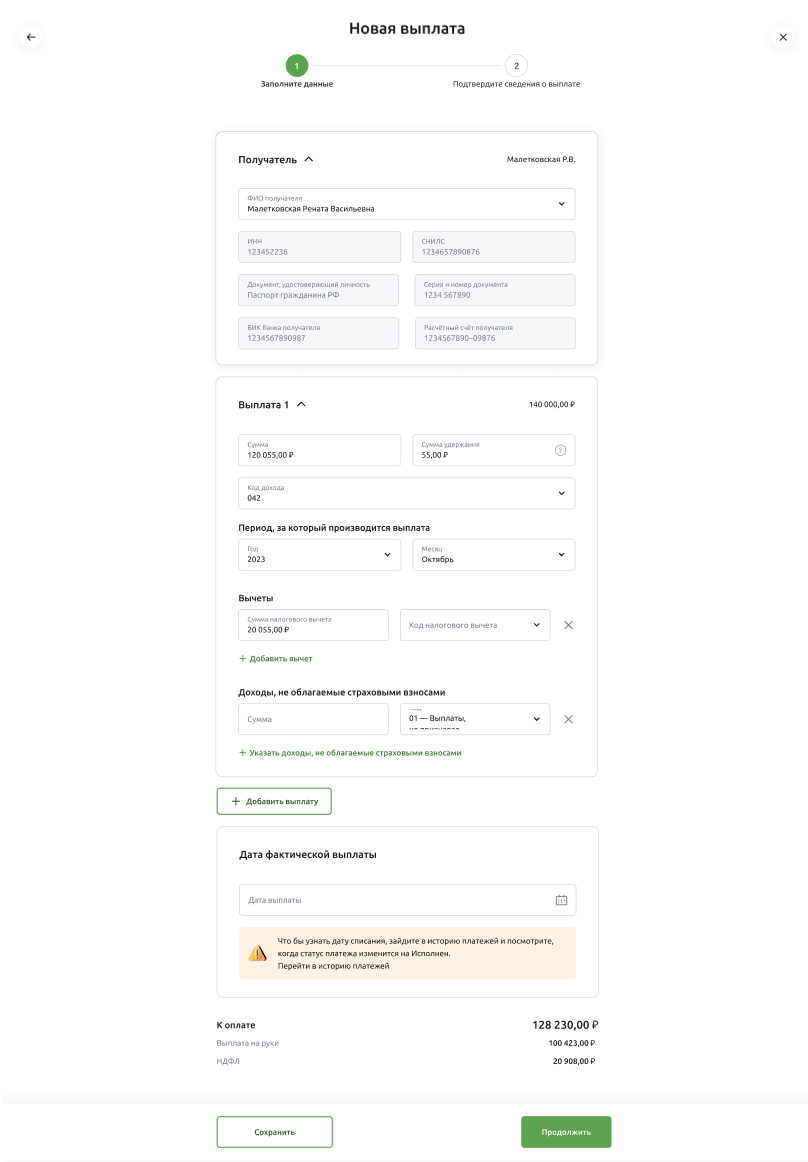 Новая выплата
1
2
Заполните данные
Подтвердите сведения о выплате
Получатель
Малетковская Р.В.
ФИО получателя
Малетковская Рената Васильевна
ИНН
123452236
СНИЛС
1234657890876
Документ, удостоверяющий личность
Паспорт гражданина РФ
Серия и номер документа
1234 567890
БИК банка получателя
1234567890987
Расчётный счёт получателя
1234567890–09876
Выплата 1
140 000,00 ₽
Сумма
120 055,00 ₽
Сумма удержания
55,00 ₽
?
Код дохода
042
Период, за который производится выплата
Год
2023
Месяц
Октябрь
Вычеты
Сумма налогового вычета
20 055,00 ₽
Код налогового вычета
+ Добавить вычет
Доходы, не облагаемые страховыми взносами
Сумма
01 — Выплаты,
+ Указать доходы, не облагаемые страховыми взносами
+ Добавить выплату
Дата фактической выплаты
Дата выплаты
Что бы узнать дату списания, зайдите в историю платежей и посмотрите,
когда статус платежа изменится на Исполнен.
Перейти в историю платежей
К оплате
128 230,00 ₽
Выплата на руки
100 423,00 ₽
НДФЛ
20 908,00 ₽
Сохранить
Продолжить